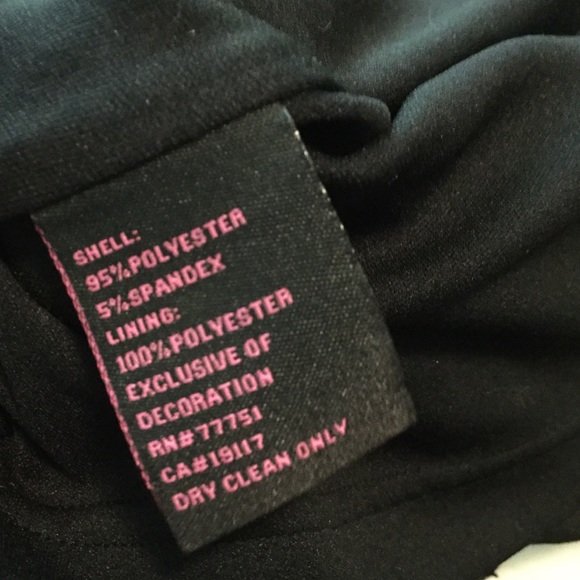 SHELL:
95%POLYESTER
5%SPANDEX
LINING:
100%POLYESTER
EXCLUSIVE OF
DECORATION
RN#77751
CA#19117
DRY CLEAN ONLY